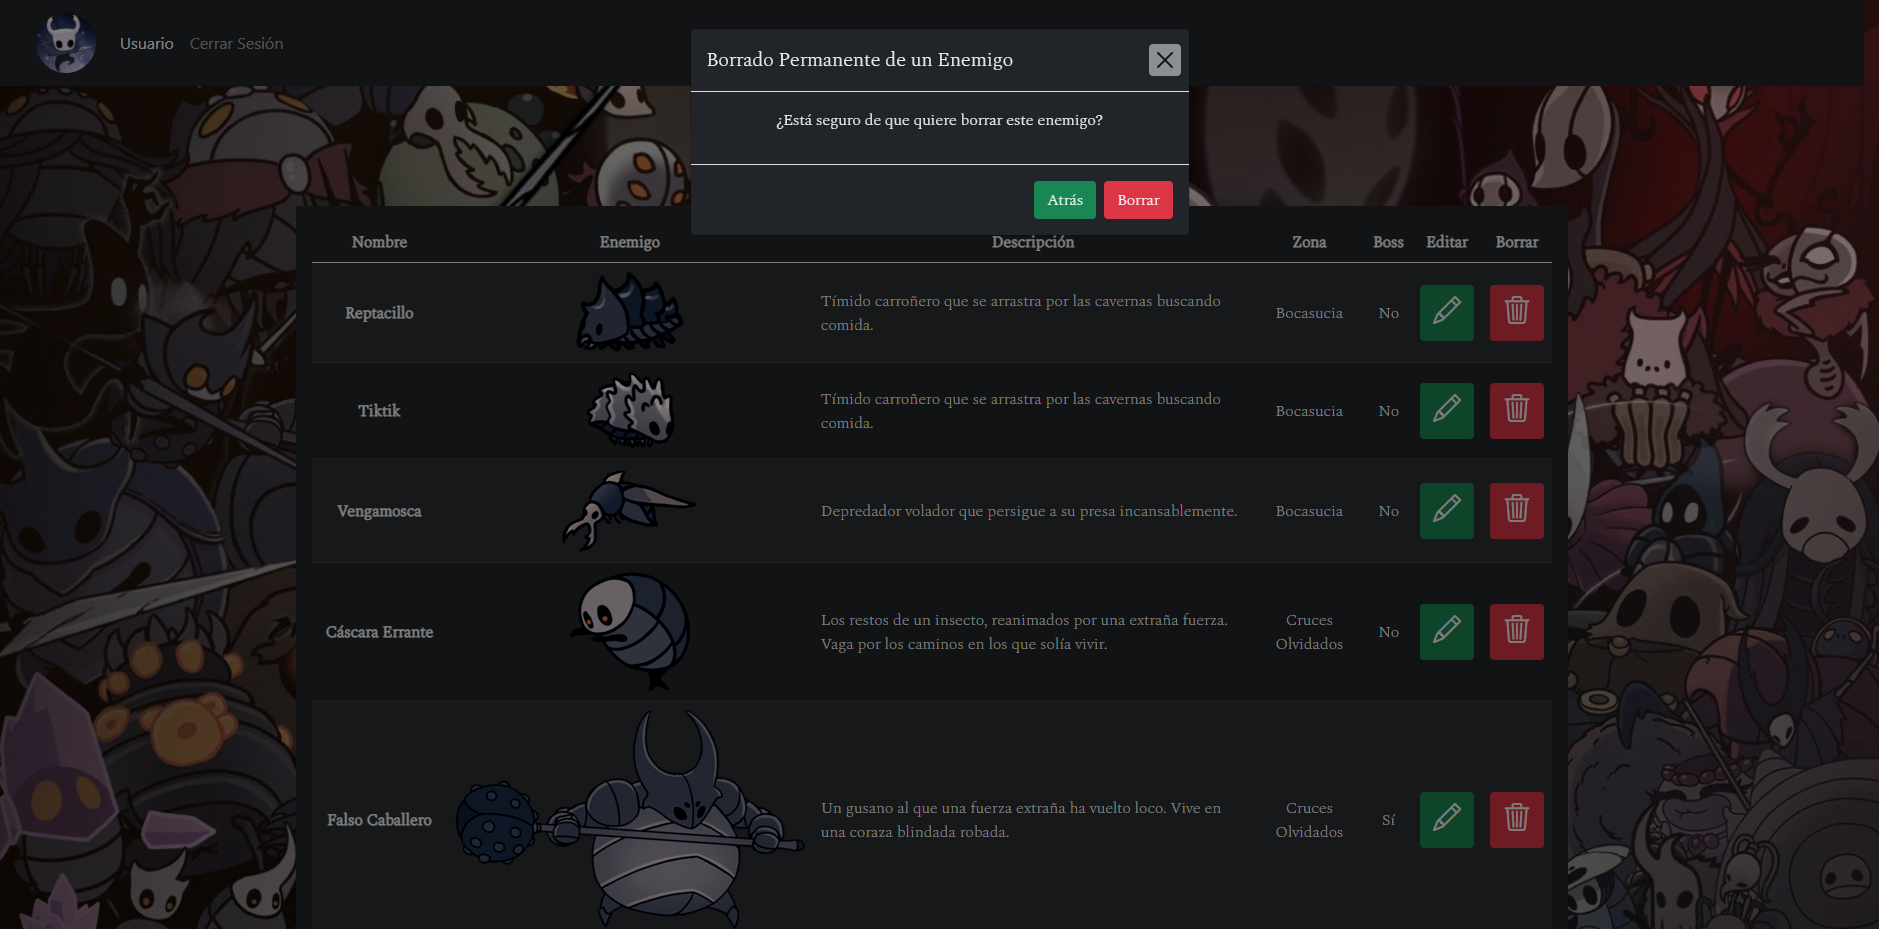 Usuario Cerrar Sesión
Borrado Permanente de un Enemigo
¿Está seguro de que quiere borrar este enemigo?
Atrás Borrar
Nombre Enemigo Descripción Zona Boss Editar Borrar
Reptacillo
Tímido carroñero que se arrastra por las cavernas buscando
comida.
Bocasucia No
Tiktik
Tímido carroñero que se arrastra por las cavernas buscando
comida.
Bocasucia No
Vengamosca
Depredador volador que persigue a su presa incansablemente.
Bocasucia No
Cáscara Errante
Los restos de un insecto, reanimados por una extraña fuerza.
Vaga por los caminos en los que solía vivir.
Cruces
Olvidados
No
Falso Caballero
Un gusano al que una fuerza extraña ha vuelto loco. Vive en
una coraza blindada robada.
Cruces
Olvidados
Sí